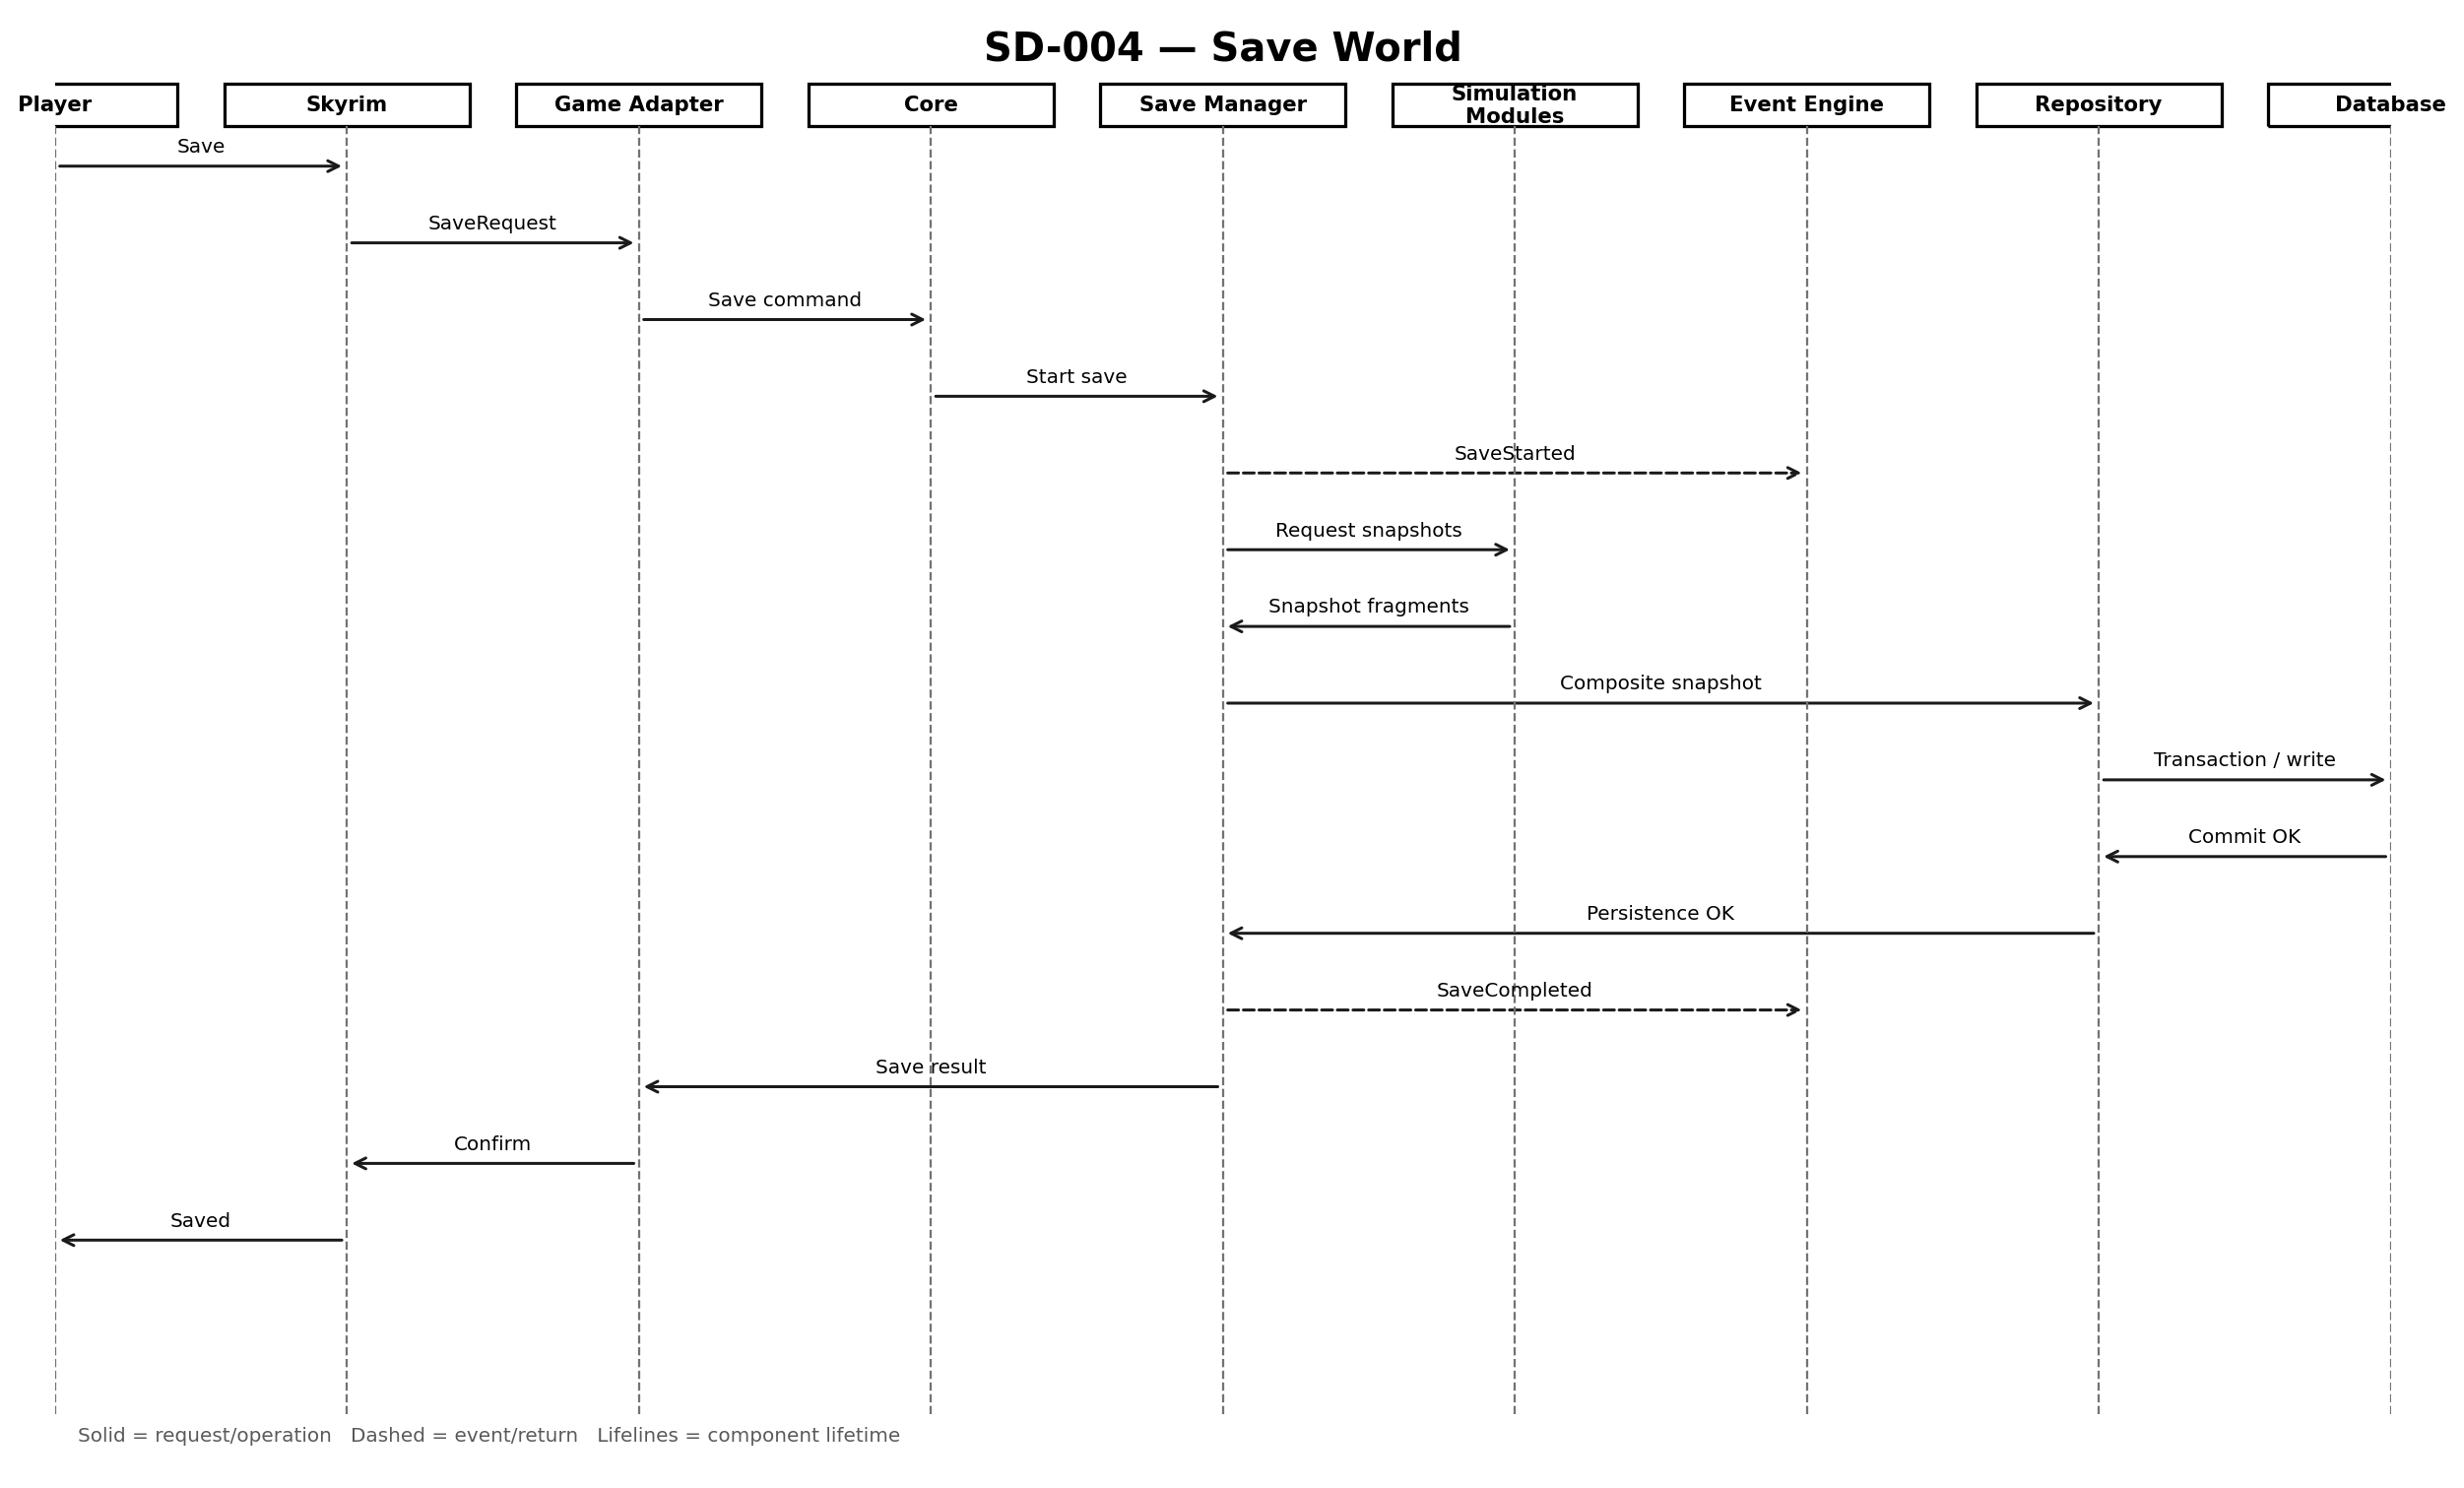 SD-004 — Save World
Player
Skyrim
Game Adapter
Core
Save Manager
Simulation
Modules
Event Engine
Repository
Database
Save
SaveRequest
Save command
Start save
SaveStarted
Request snapshots
Snapshot fragments
Composite snapshot
Transaction / write
Commit OK
Persistence OK
SaveCompleted
Save result
Confirm
Saved
Solid = request/operation   Dashed = event/return   Lifelines = component lifetime